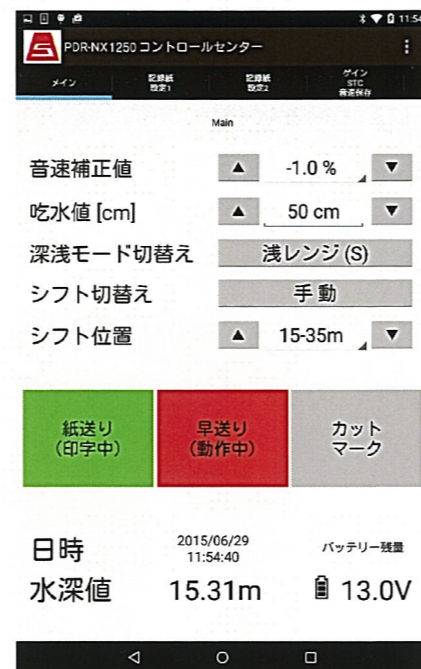 11:54
PDR-NX1250 コントロールセンター
メイン
記録紙
設定1
記録紙
設定2
ゲイン
STC
音速保存
Main
音速補正値 ▲ -1.0 % ▼
吃水値 [cm] ▲ 50 cm ▼
深浅モード切替え 浅レンジ (S)
シフト切替え 手動
シフト位置 ▲ 15-35m ▼
紙送り
(印字中)
早送り
(動作中)
カット
マーク
日時 2015/06/29
11:54:40
バッテリー残量
水深値 15.31m 13.0V